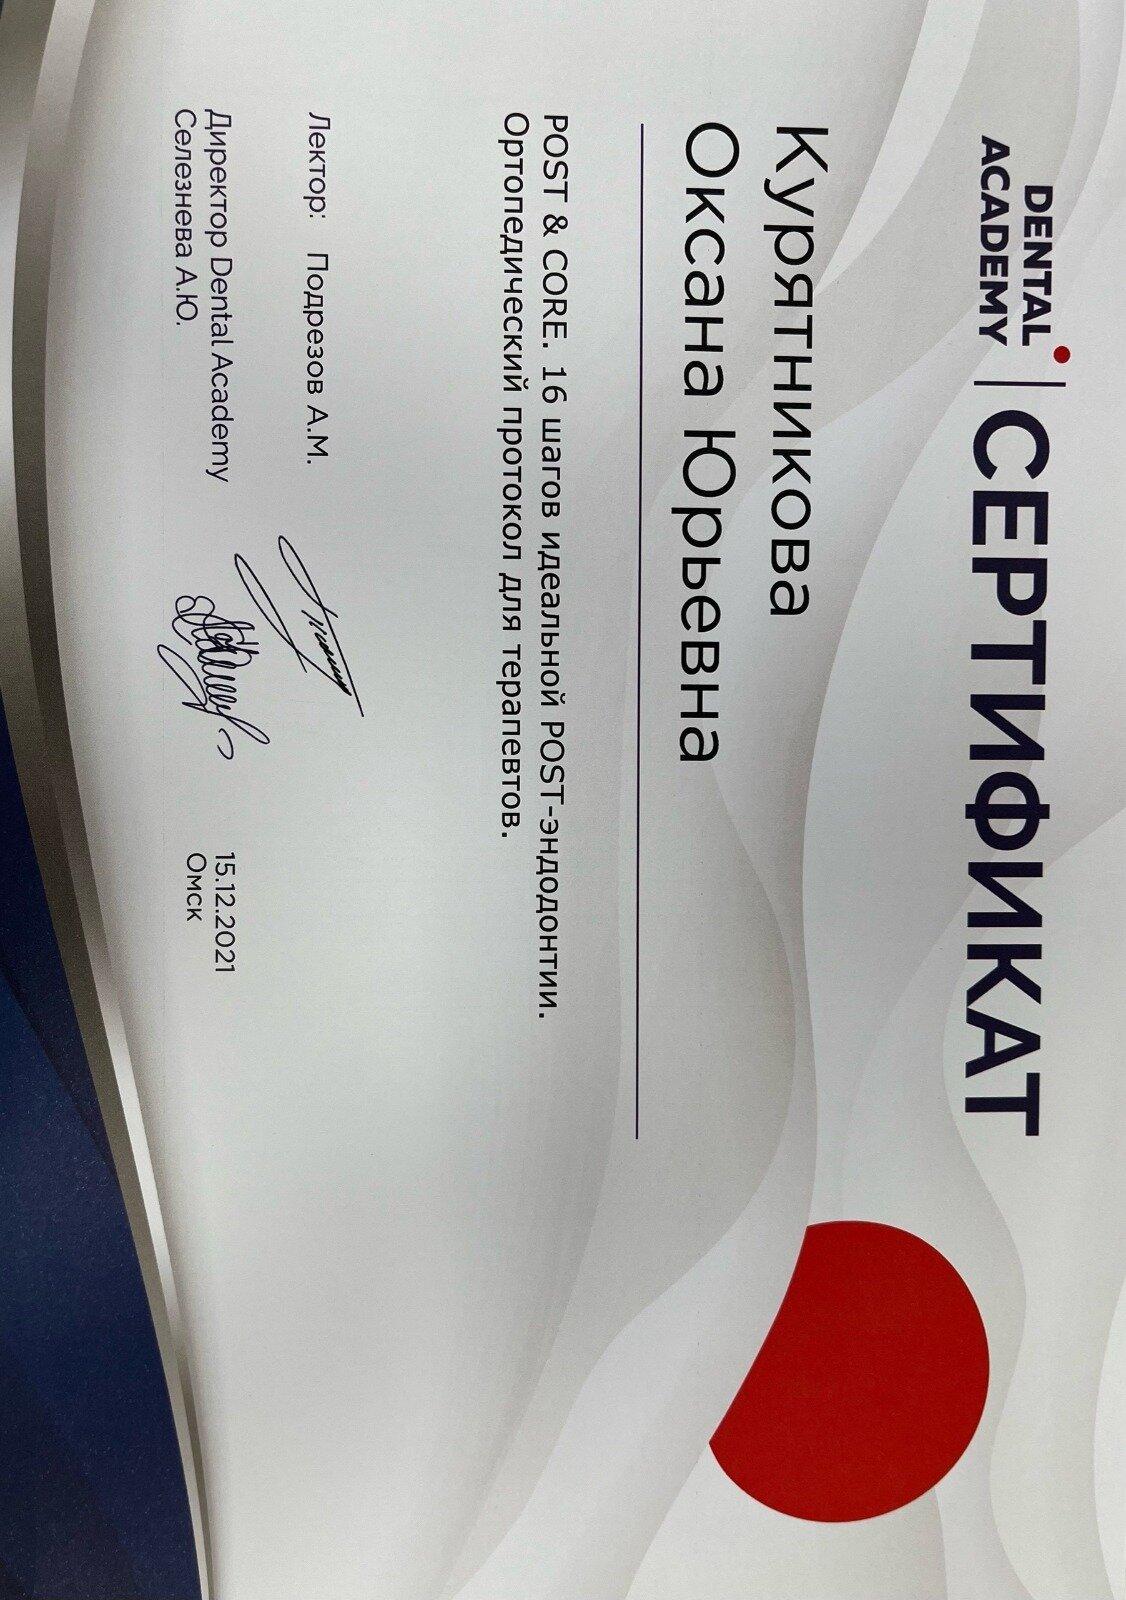 DENTAL
ACADEMY
СЕРТИФИКАТ
Курятникова
Оксана Юрьевна
POST & CORE. 16 шагов идеальной POST-эндодонтии.
Ортопедический протокол для терапевтов.
Лектор: Подрезов А.М.
Директор Dental Academy
Селезнева А.Ю.
15.12.2021
Омск